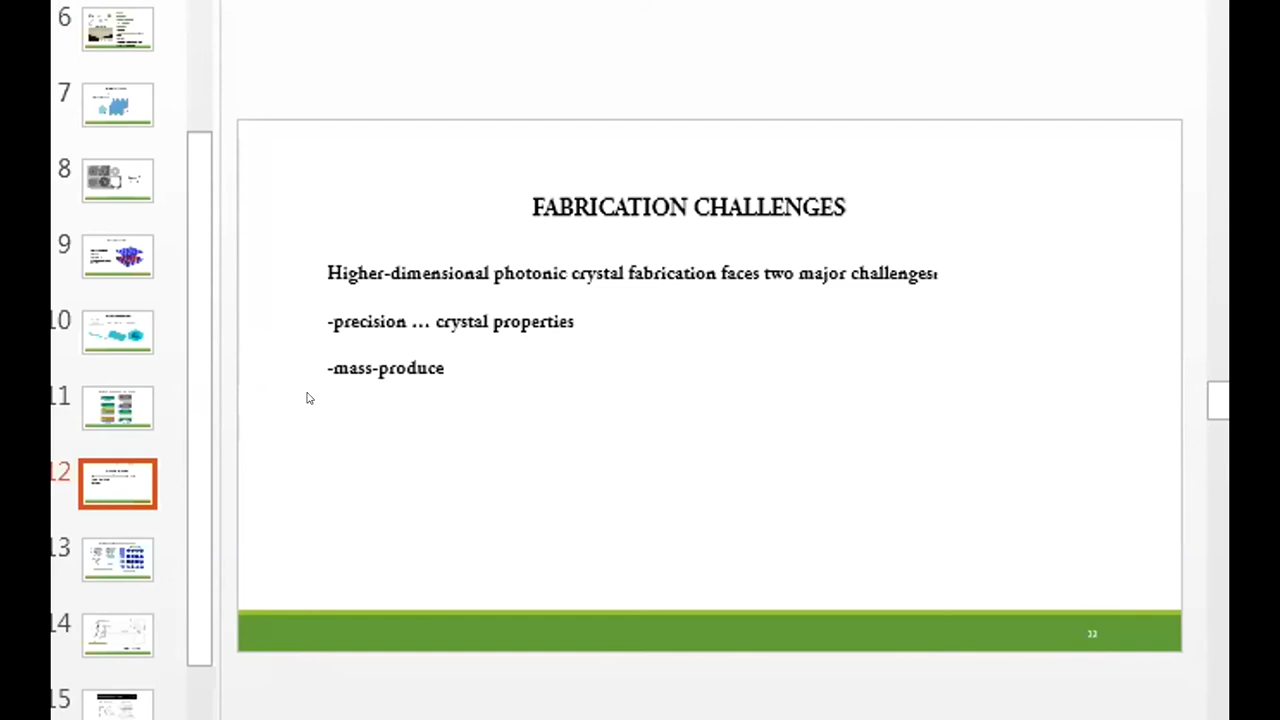 6
7
8
9
10
11
12
13
14
15
FABRICATION CHALLENGES
Higher-dimensional photonic crystal fabrication faces two major challenges:
-precision ... crystal properties
-mass-produce